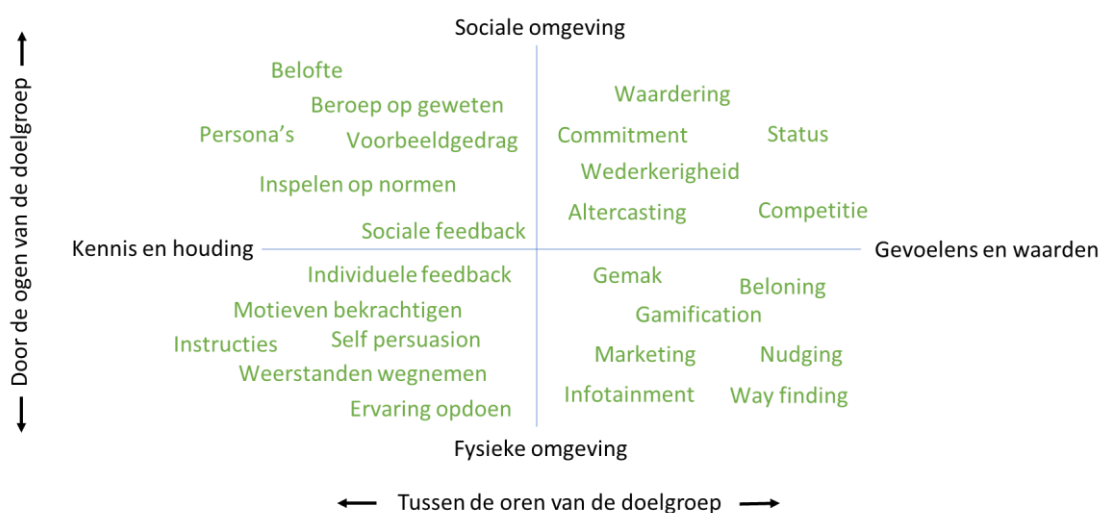 Sociale omgeving
Belofte
Waardering
Beroep op geweten
Persona’s
Voorbeeldgedrag
Commitment
Status
Wederkerigheid
Inspelen op normen
Altercasting
Competitie
Sociale feedback
Kennis en houding
Gevoelens en waarden
Individuele feedback
Gemak
Beloning
Motieven bekrachtigen
Gamification
Instructies
Self persuasion
Marketing
Nudging
Weerstanden wegnemen
Infotainment
Way finding
Ervaring opdoen
Fysieke omgeving
Door de ogen van de doelgroep
Tussen de oren van de doelgroep